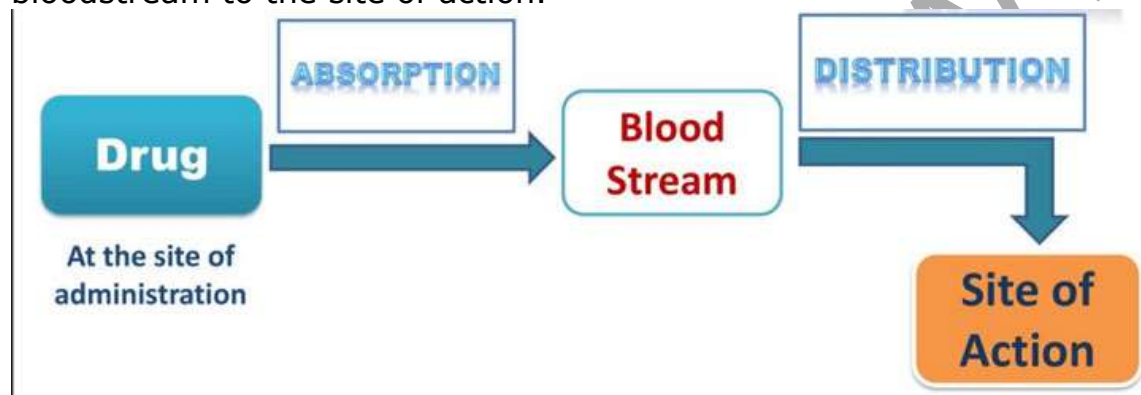 bloodstream to the site of action.
ABSORPTION
DISTRIBUTION
Drug
Blood
Stream
At the site of
administration
Site of
Action